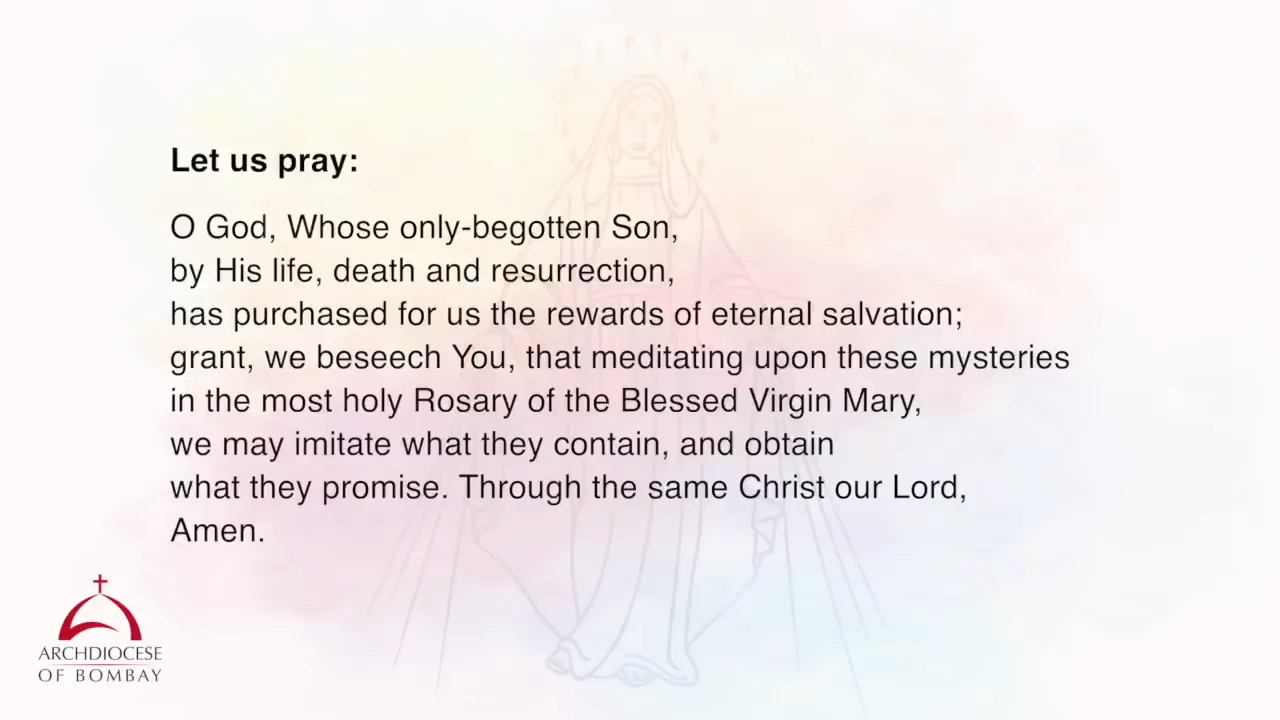 Let us pray:
O God, Whose only-begotten Son,
by His life, death and resurrection,
has purchased for us the rewards of eternal salvation;
grant, we beseech You, that meditating upon these mysteries
in the most holy Rosary of the Blessed Virgin Mary,
we may imitate what they contain, and obtain
what they promise. Through the same Christ our Lord,
Amen.
ARCHDIOCESE
OF BOMBAY